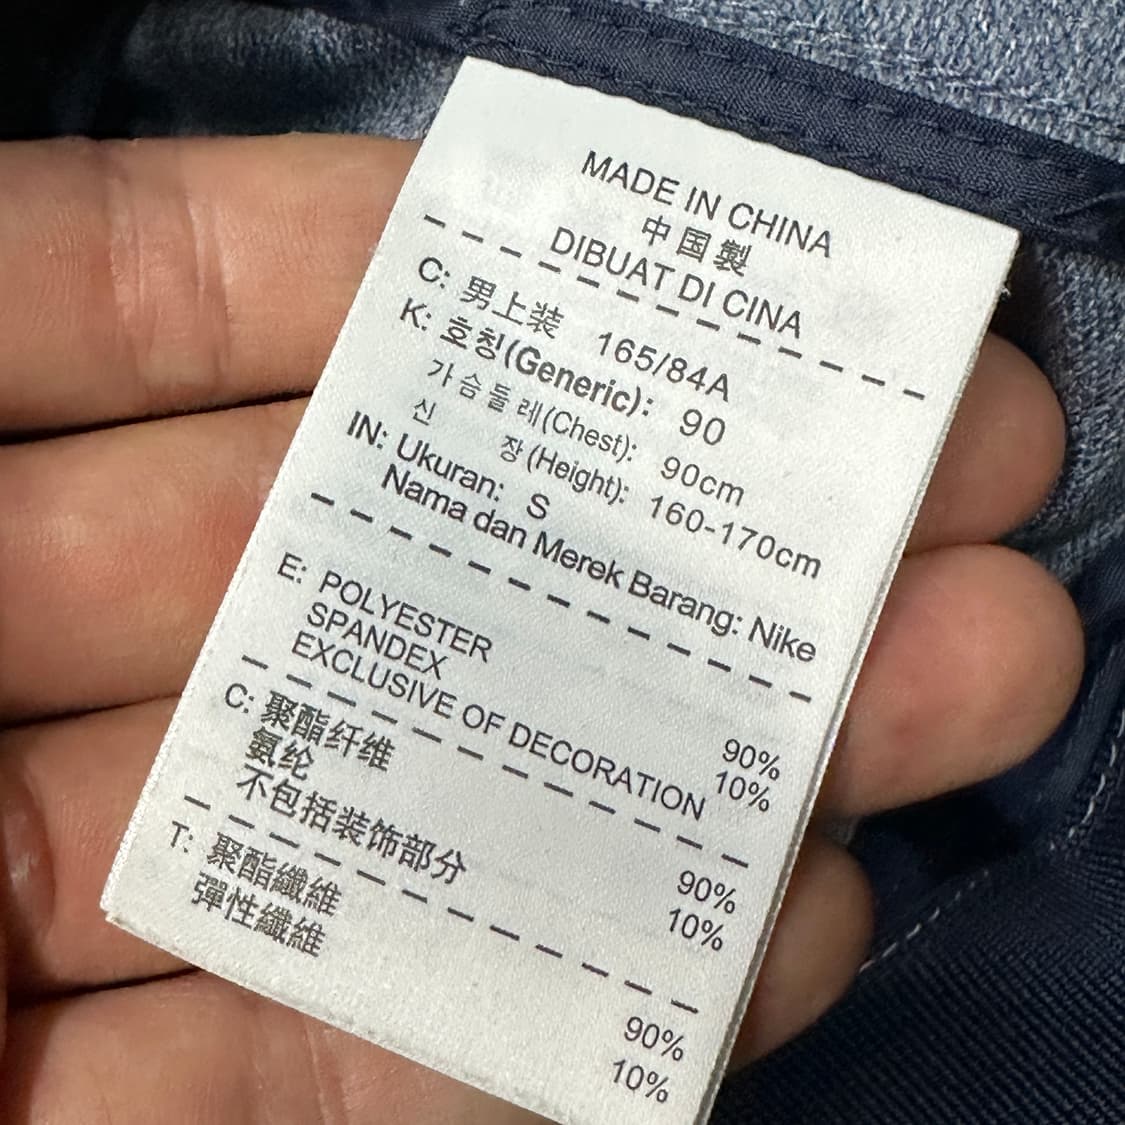 MADE IN CHINA
中国製
DIBUAT DI CINA
C: 男上装 165/84A
K: 호칭(Generic): 90
가슴둘레(Chest): 90cm
신 장(Height): 160-170cm
IN: Ukuran: S
Nama dan Merek Barang: Nike
E: POLYESTER 90%
SPANDEX 10%
EXCLUSIVE OF DECORATION
C: 聚酯纤维 90%
氨纶 10%
不包括装饰部分
T: 聚酯纖維 90%
彈性纖維 10%